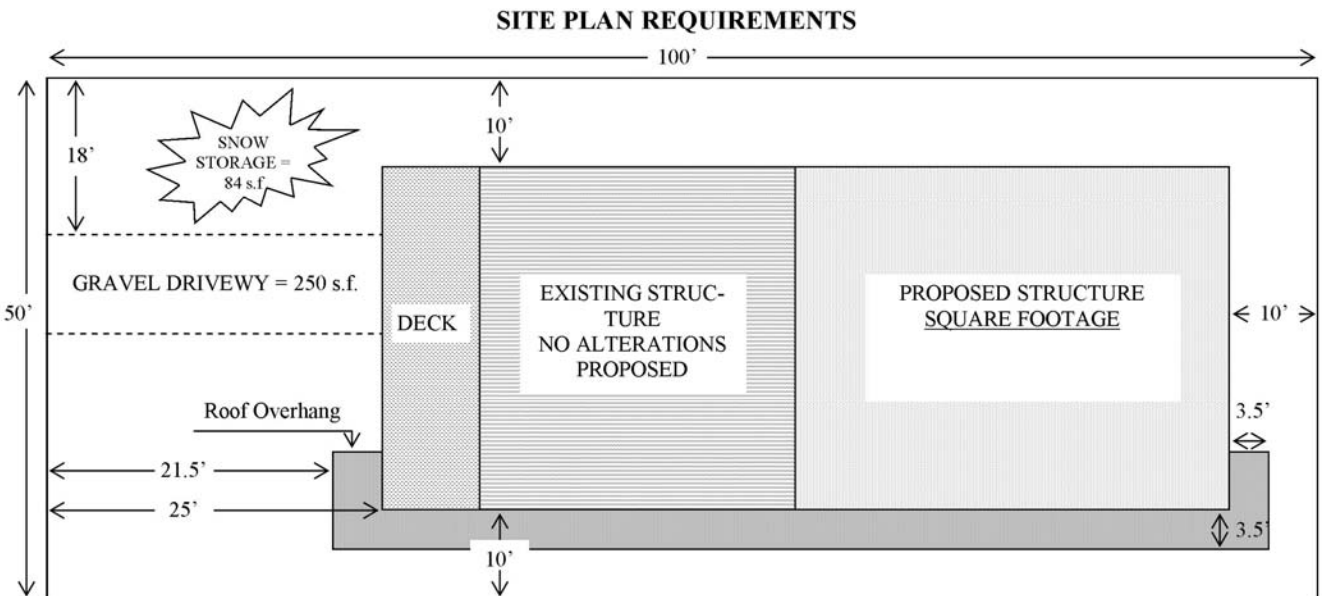 SITE PLAN REQUIREMENTS
100’
10’
18’
SNOW
STORAGE =
84 s.f.
GRAVEL DRIVEWY = 250 s.f.
50’
DECK
EXISTING STRUC-
TURE
NO ALTERATIONS
PROPOSED
PROPOSED STRUCTURE
SQUARE FOOTAGE
10’
Roof Overhang
3.5’
21.5’
25’
10’
3.5’